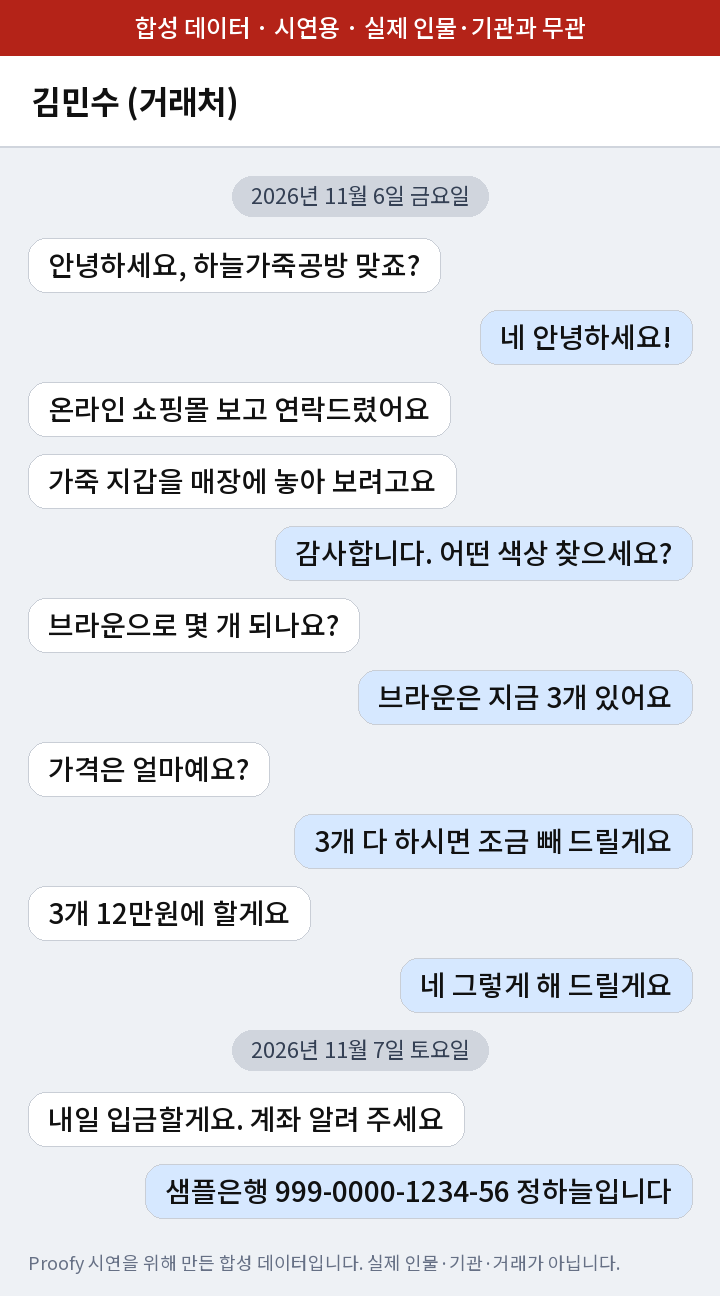 합성 데이터 · 시연용 · 실제 인물·기관과 무관
김민수 (거래처)
2026년 11월 6일 금요일
안녕하세요, 하늘가죽공방 맞죠?
네 안녕하세요!
온라인 쇼핑몰 보고 연락드렸어요
가죽 지갑을 매장에 놓아 보려고요
감사합니다. 어떤 색상 찾으세요?
브라운으로 몇 개 되나요?
브라운은 지금 3개 있어요
가격은 얼마예요?
3개 다 하시면 조금 빼 드릴게요
3개 12만원에 할게요
네 그렇게 해 드릴게요
2026년 11월 7일 토요일
내일 입금할게요. 계좌 알려 주세요
샘플은행 999-0000-1234-56 정하늘입니다
Proofy 시연을 위해 만든 합성 데이터입니다. 실제 인물·기관·거래가 아닙니다.